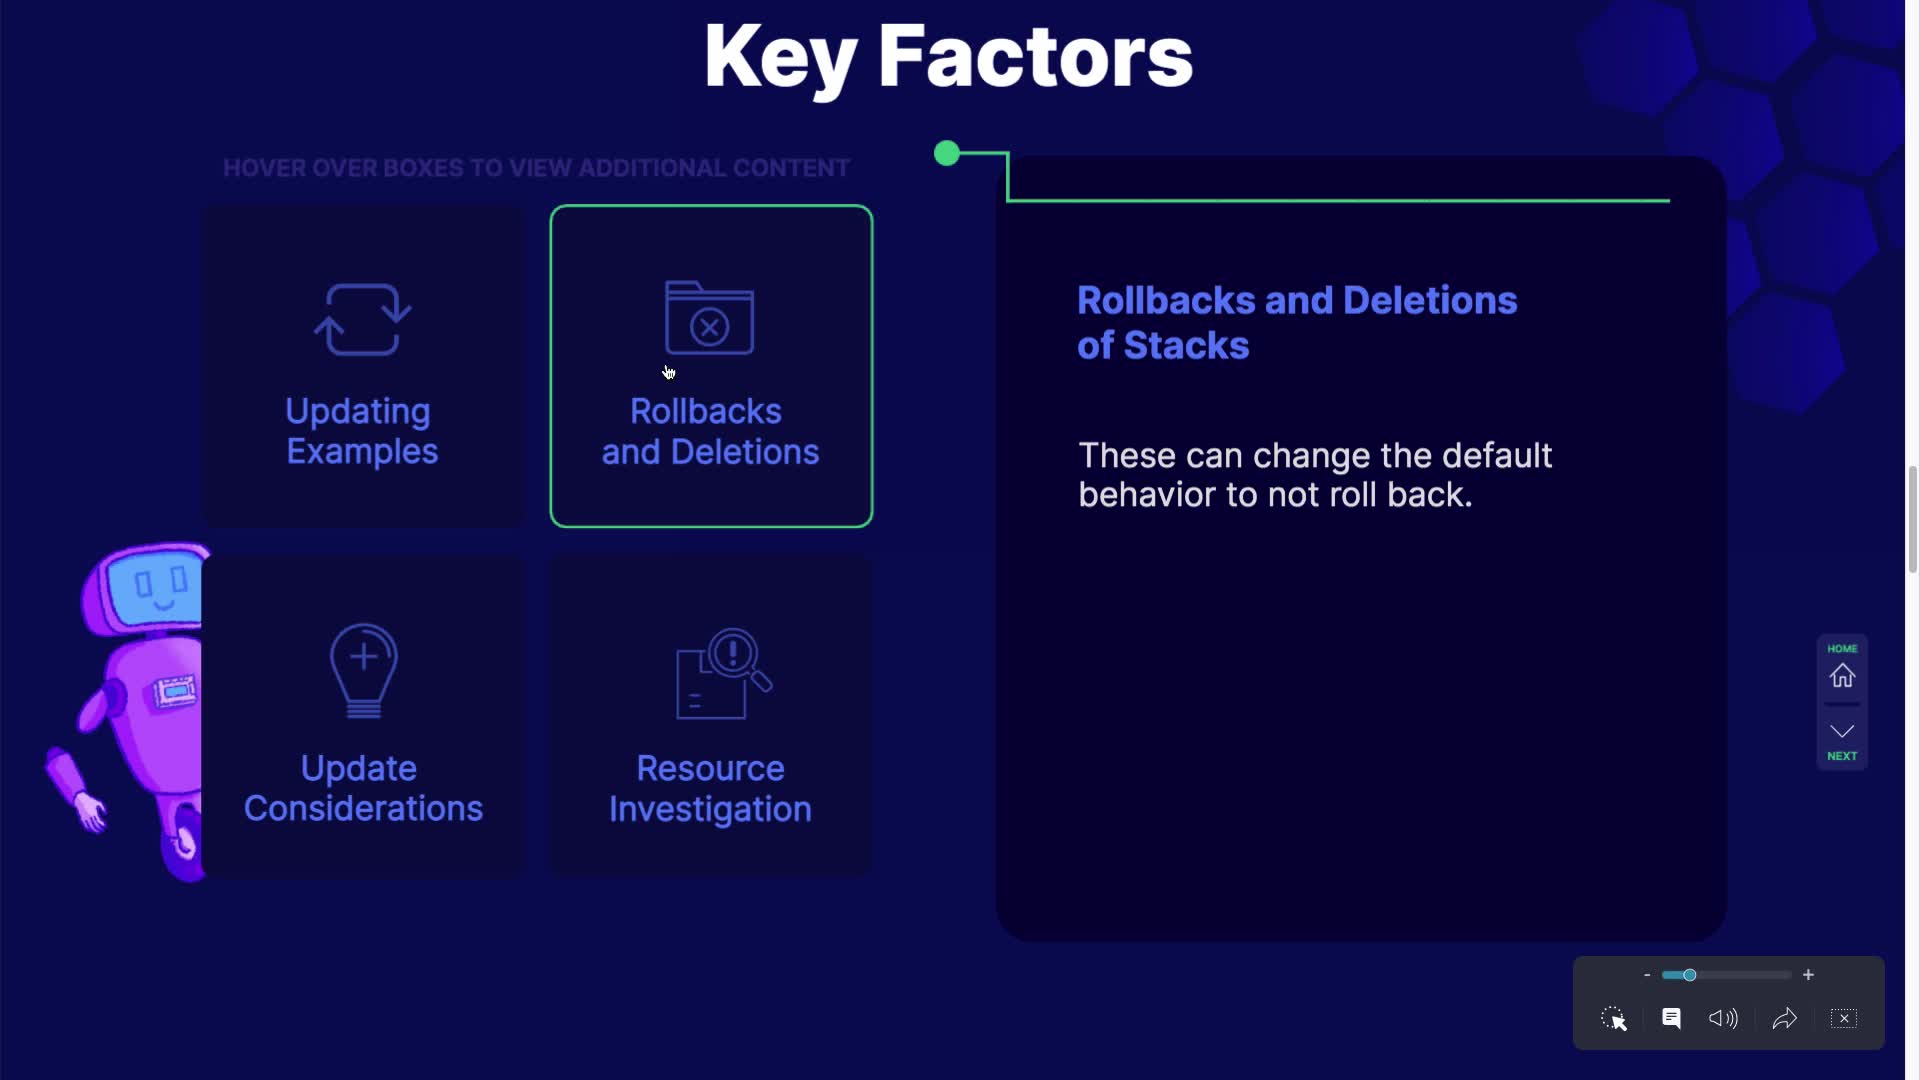 Key Factors
HOVER OVER BOXES TO VIEW ADDITIONAL CONTENT
Updating
Examples
Rollbacks
and Deletions
Update
Considerations
Resource
Investigation
Rollbacks and Deletions
of Stacks
These can change the default
behavior to not roll back.
HOME
NEXT